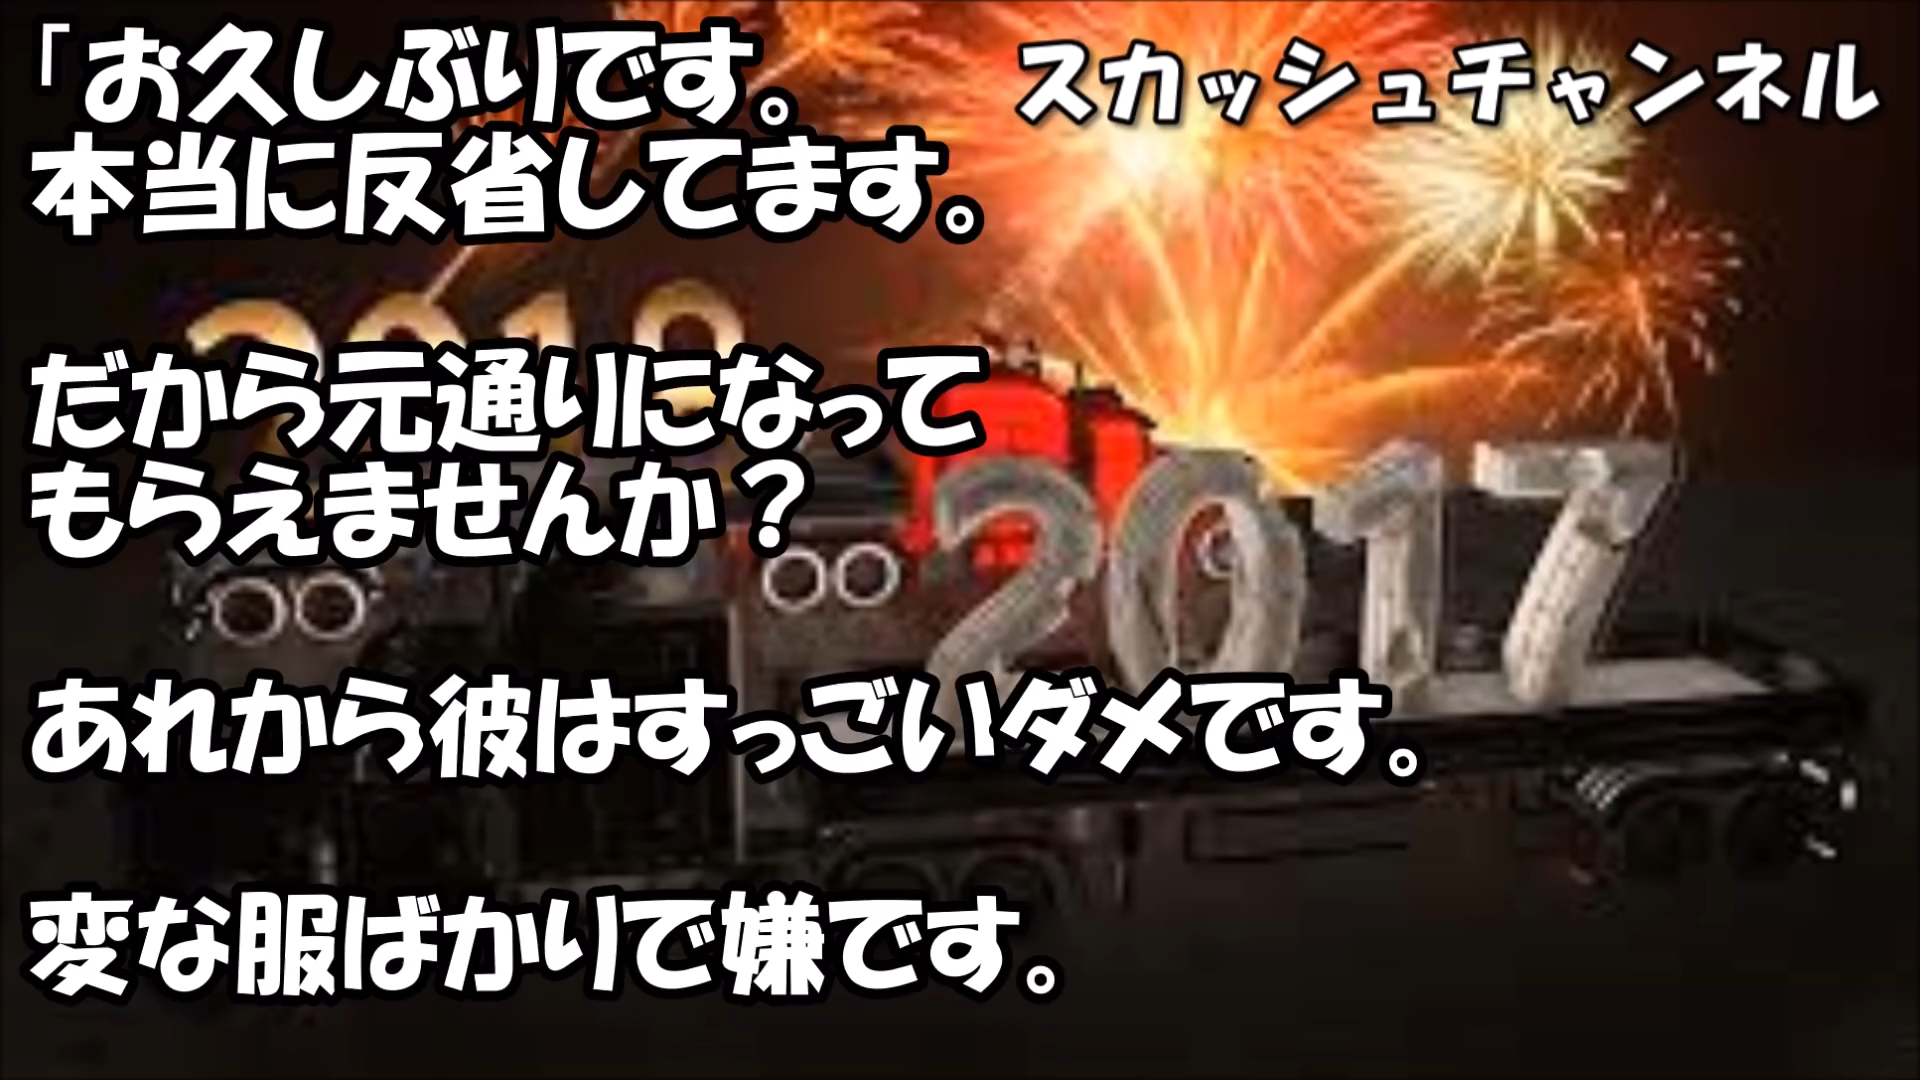 「お久しぶりです。
スカッシュチャンネル
本当に反省してます。
だから元通りになって
もらえませんか？
あれから彼はすっごいダメです。
変な服ばかりで嫌です。
2017